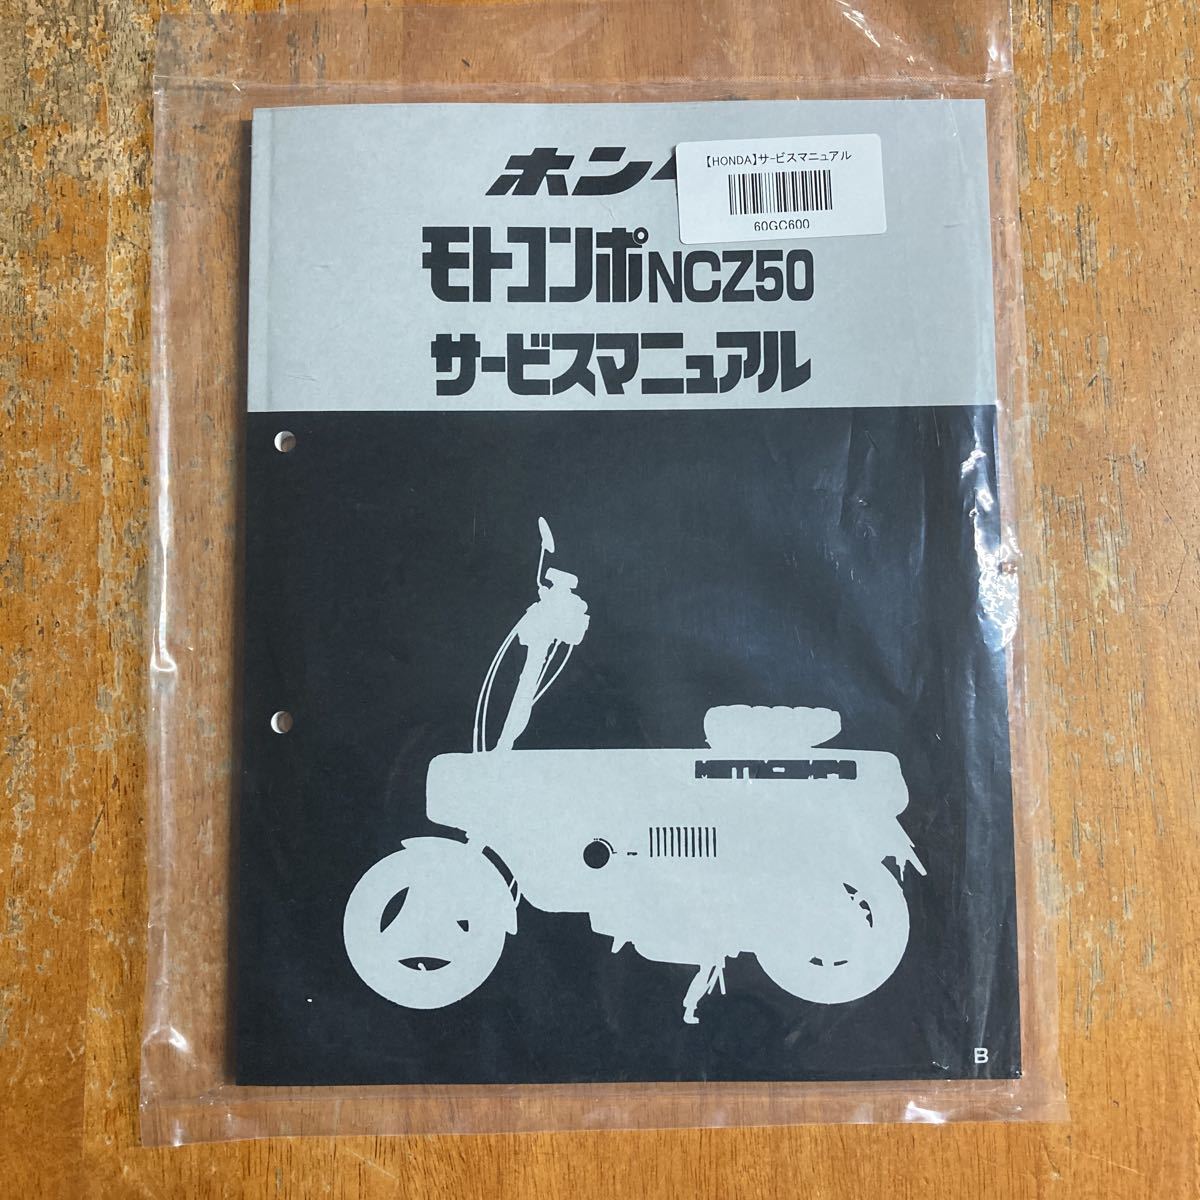 ホンダ
【HONDA】サービスマニュアル
60GC600
モトコンポNCZ50
サービスマニュアル
MOTOCOMPO
B